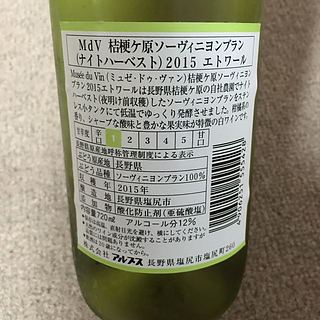 MdV 桔梗ケ原ソーヴィニヨンブラン
(ナイトハーベスト)2015 エトワール
Musée du Vin (ミュゼ・ドゥ・ヴァン) 桔梗ケ原ソーヴィニヨンブ
ラン2015エトワールは長野県桔梗ケ原の自社農園でナイト
ハーベスト(夜明け前収穫)したソーヴィニヨンブランをステン
レスタンクにて低温でゆっくり発酵させました。柑橘系の
香り、シャープな酸味と豊かな果実味が特徴の白ワインです。
辛口 1 2 3 4 5 甘口
長野県原産地呼称管理制度による表示
ぶどう原産地 長野県
ぶどう品種 ソーヴィニヨンブラン100%
収穫年 2015年
醸造地 長野県塩尻市
含有物 酸化防止剤(亜硫酸塩)
容量720ml アルコール分12%
株式会社 アルプス 長野県塩尻市塩尻町260